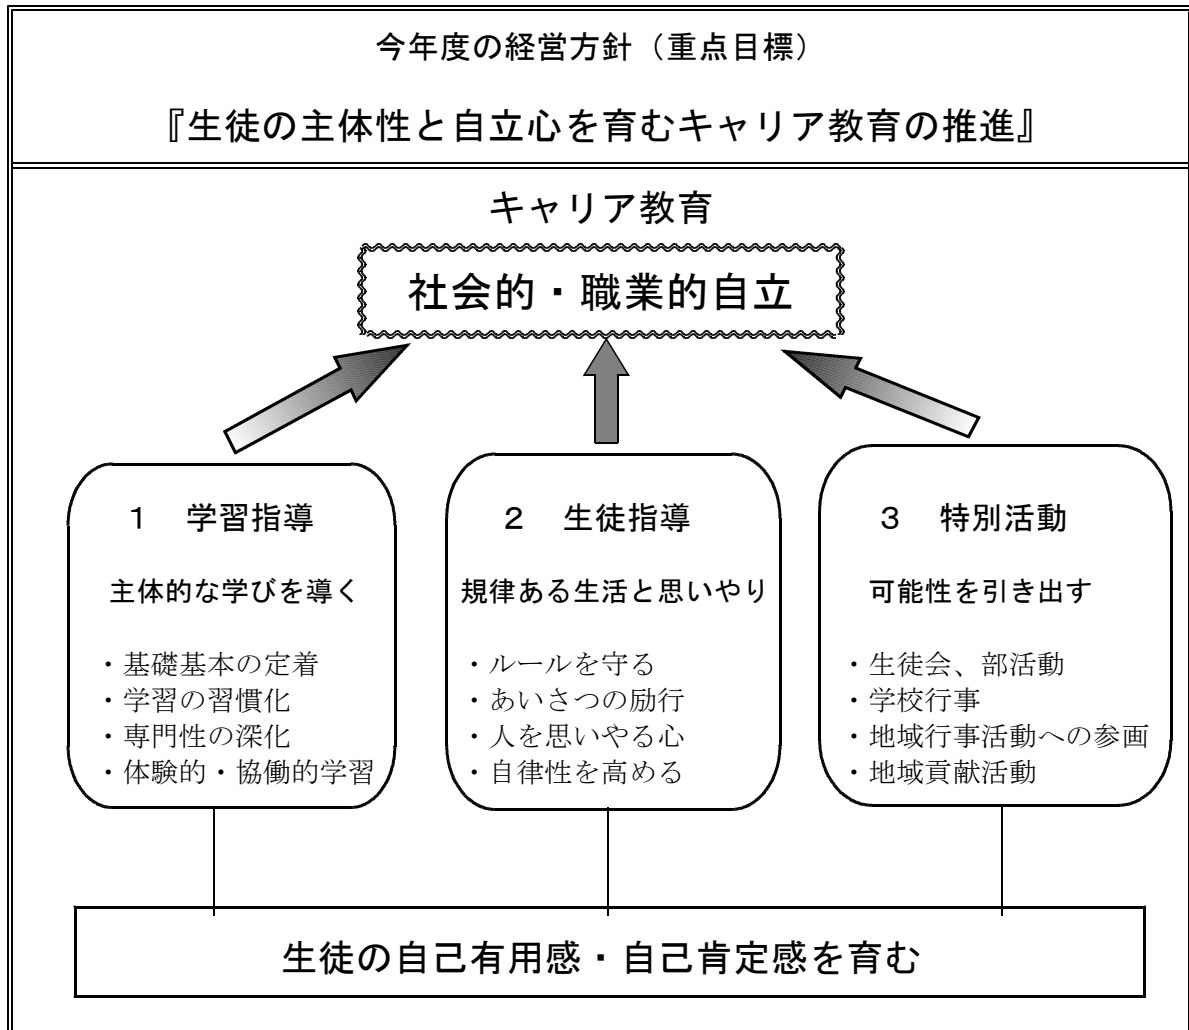 今年度の経営方針（重点目標）
『生徒の主体性と自立心を育むキャリア教育の推進』
キャリア教育
社会的・職業的自立
１　学習指導
主体的な学びを導く
・基礎基本の定着
・学習の習慣化
・専門性の深化
・体験的・協働的学習
２　生徒指導
規律ある生活と思いやり
・ルールを守る
・あいさつの励行
・人を思いやる心
・自律性を高める
３　特別活動
可能性を引き出す
・生徒会、部活動
・学校行事
・地域行事活動への参画
・地域貢献活動
生徒の自己有用感・自己肯定感を育む